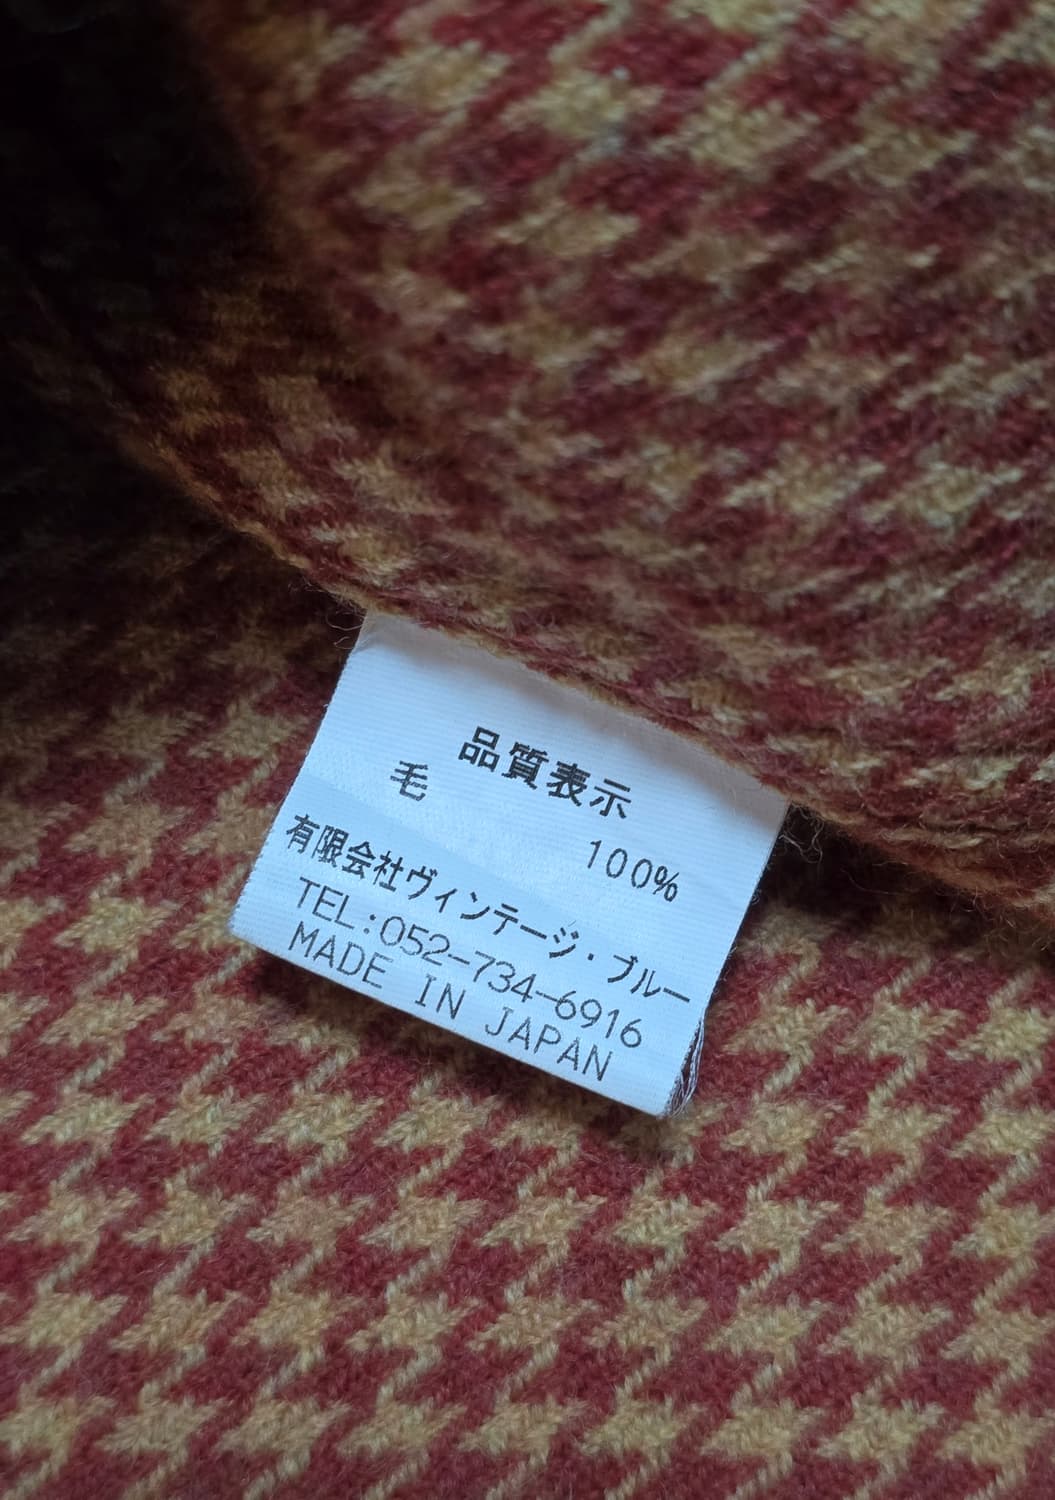 品質表示
毛 100%
有限会社ヴィンテージ・ブルー
TEL:052-734-6916
MADE IN JAPAN